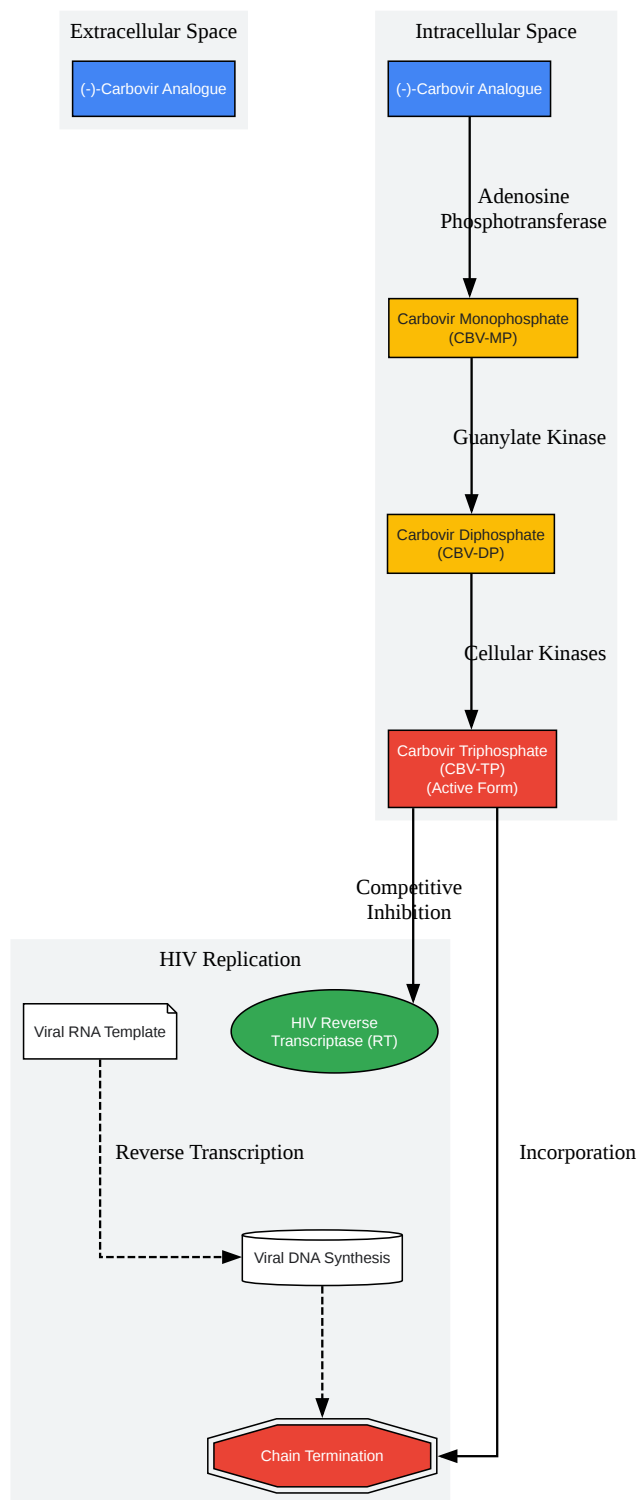 Extracellular Space
(-)-Carbovir Analogue
Intracellular Space
(-)-Carbovir Analogue
Adenosine
Phosphotransferase
Carbovir Monophosphate
(CBV-MP)
Guanylate Kinase
Carbovir Diphosphate
(CBV-DP)
Cellular Kinases
Carbovir Triphosphate
(CBV-TP)
(Active Form)
Competitive
Inhibition
HIV Replication
Viral RNA Template
HIV Reverse
Transcriptase (RT)
Reverse Transcription
Incorporation
Viral DNA Synthesis
Chain Termination